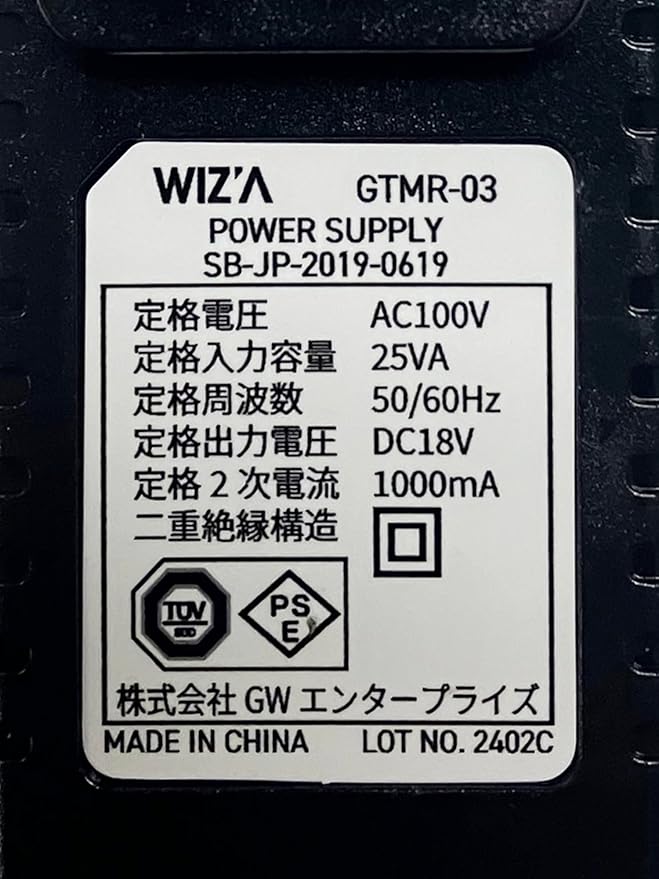 WIZ'A GTMR-03
POWER SUPPLY
SB-JP-2019-0619
定格電圧 AC100V
定格入力容量 25VA
定格周波数 50/60Hz
定格出力電圧 DC18V
定格2次電流 1000mA
二重絶縁構造
TÜV PS
E
株式会社GWエンタープライズ
MADE IN CHINA LOT NO. 2402C